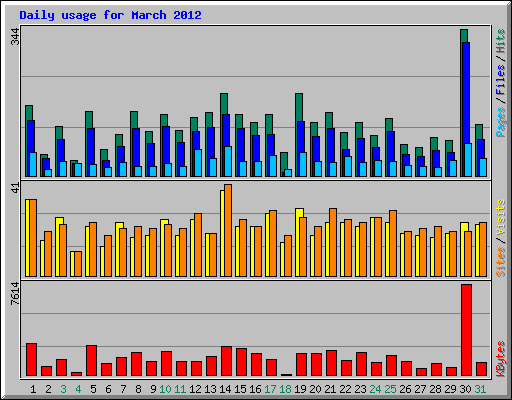 Daily usage for March 2012
344
Pages / Files / Hits
41
Sites / Visits
7614
KBytes
1 2 3 4 5 6 7 8 9 10 11 12 13 14 15 16 17 18 19 20 21 22 23 24 25 26 27 28 29 30 31